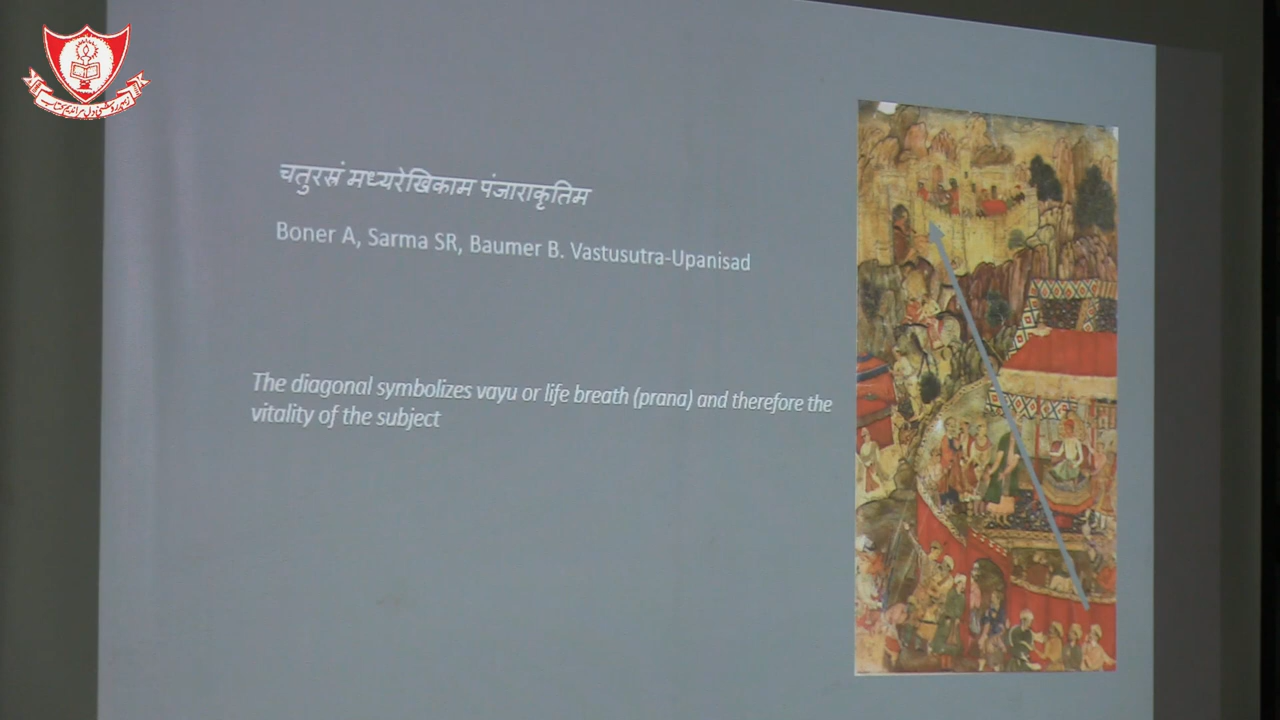 चतुरस्रं मध्यरेखिकाम पंजाराकृतिम
Boner A, Sarma SR, Baumer B. Vastusutra-Upanisad
The diagonal symbolizes vayu or life breath (prana) and therefore the
vitality of the subject